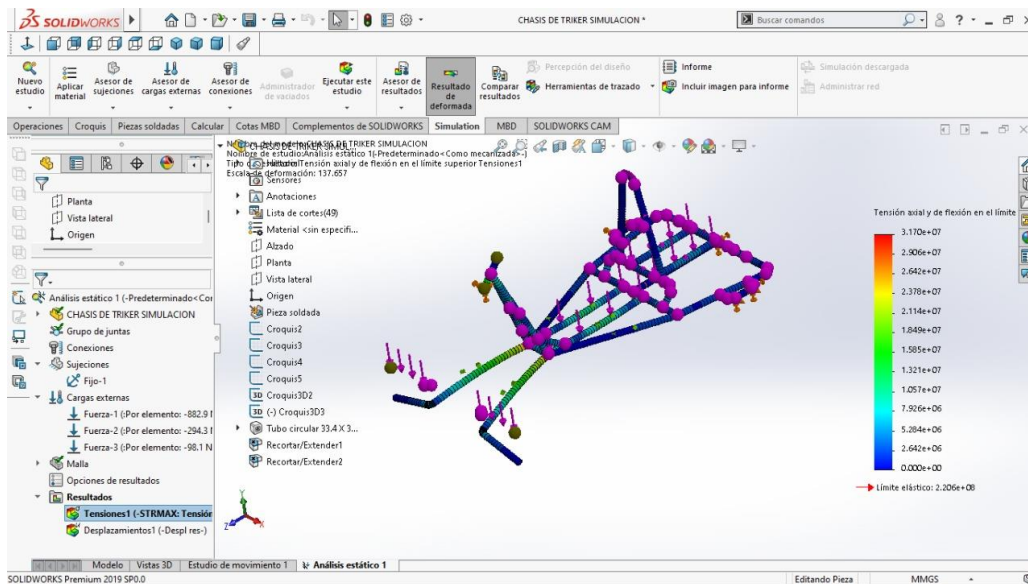 SOLIDWORKS
CHASIS DE TRIKER SIMULACION *
Buscar comandos
Nuevo estudio
Aplicar material
Asesor de sujeciones
Asesor de cargas externas
Asesor de conexiones
Administrador de vaciados
Ejecutar este estudio
Asesor de resultados
Resultado de deformada
Comparar resultados
Percepción del diseño
Herramientas de trazado
Informe
Incluir imagen para informe
Simulación descargada
Administrar red
Operaciones
Croquis
Piezas soldadas
Calcular
Cotas MBD
Complementos de SOLIDWORKS
Simulation
MBD
SOLIDWORKS CAM
Planta
Vista lateral
Origen
Análisis estático 1 (-Predeterminado<Cor
CHASIS DE TRIKER SIMULACION
Grupo de juntas
Conexiones
Sujeciones
Fijo-1
Cargas externas
Fuerza-1 (:Por elemento: -882.9
Fuerza-2 (:Por elemento: -294.3
Fuerza-3 (:Por elemento: -98.1 N
Malla
Opciones de resultados
Resultados
Tensiones1 (-STRMAX: Tensión
Desplazamientos1 (-Despl res-)
Nombre de estudio:Análisis estático 1(-Predeterminado<Como mecanizada>-)
Tensión axial y de flexión en el límite superior Tensiones1
Escala de deformación: 137.657
Sensores
Anotaciones
Lista de cortes(49)
Material <sin especifi...
Alzado
Planta
Vista lateral
Origen
Pieza soldada
Croquis2
Croquis3
Croquis4
Croquis5
3D Croquis3D2
3D (-) Croquis3D3
Tubo circular 33.4 X 3...
Recortar/Extender1
Recortar/Extender2
Tensión axial y de flexión en el límite
3.170e+07
2.906e+07
2.642e+07
2.378e+07
2.114e+07
1.849e+07
1.585e+07
1.321e+07
1.057e+07
7.926e+06
5.284e+06
2.642e+06
0.000e+00
Límite elástico: 2.206e+08
Y
Z
X
Modelo
Vistas 3D
Estudio de movimiento 1
Análisis estático 1
SOLIDWORKS Premium 2019 SP0.0
Editando Pieza
MMGS